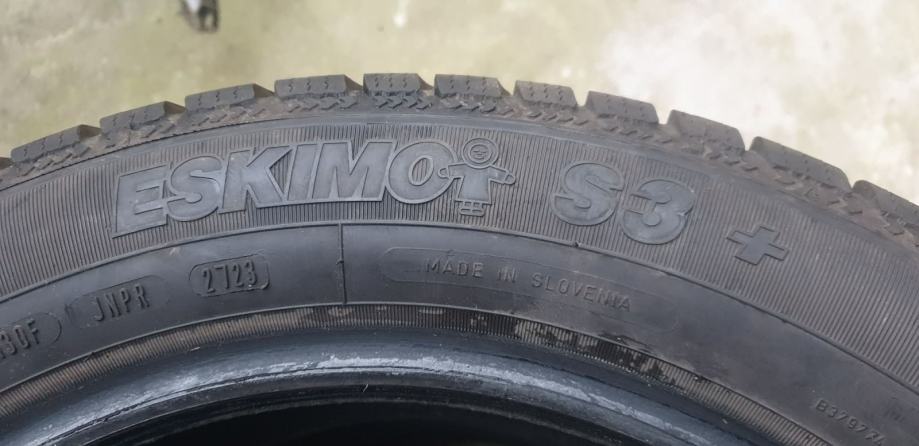 ESKIMO S3 +
JNPR 2723 MADE IN SLOVENIA